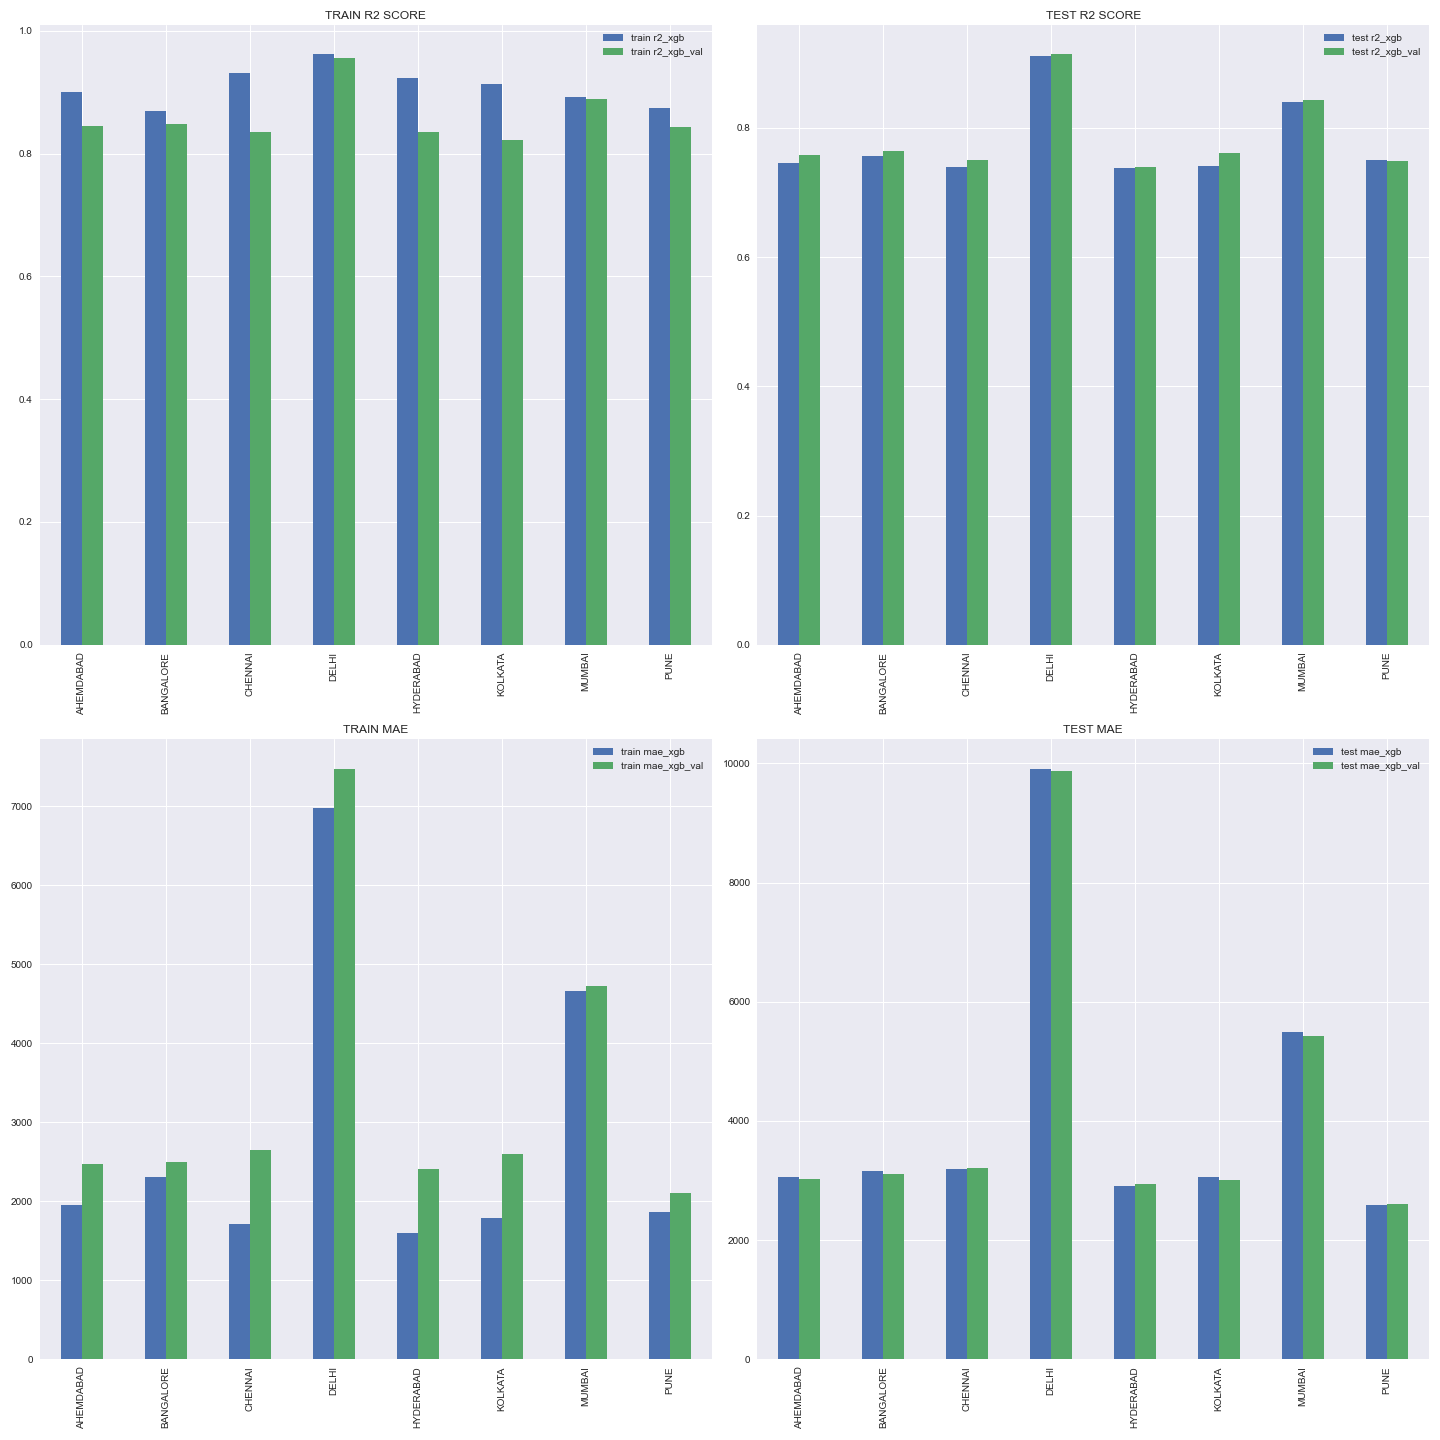 TRAIN R2 SCORE
train r2_xgb
train r2_xgb_val
1.0
0.8
0.6
0.4
0.2
0.0
AHEMDABAD
BANGALORE
CHENNAI
DELHI
HYDERABAD
KOLKATA
MUMBAI
PUNE
TEST R2 SCORE
test r2_xgb
test r2_xgb_val
0.8
0.6
0.4
0.2
0.0
AHEMDABAD
BANGALORE
CHENNAI
DELHI
HYDERABAD
KOLKATA
MUMBAI
PUNE
TRAIN MAE
train mae_xgb
train mae_xgb_val
7000
6000
5000
4000
3000
2000
1000
0
AHEMDABAD
BANGALORE
CHENNAI
DELHI
HYDERABAD
KOLKATA
MUMBAI
PUNE
TEST MAE
test mae_xgb
test mae_xgb_val
10000
8000
6000
4000
2000
0
AHEMDABAD
BANGALORE
CHENNAI
DELHI
HYDERABAD
KOLKATA
MUMBAI
PUNE